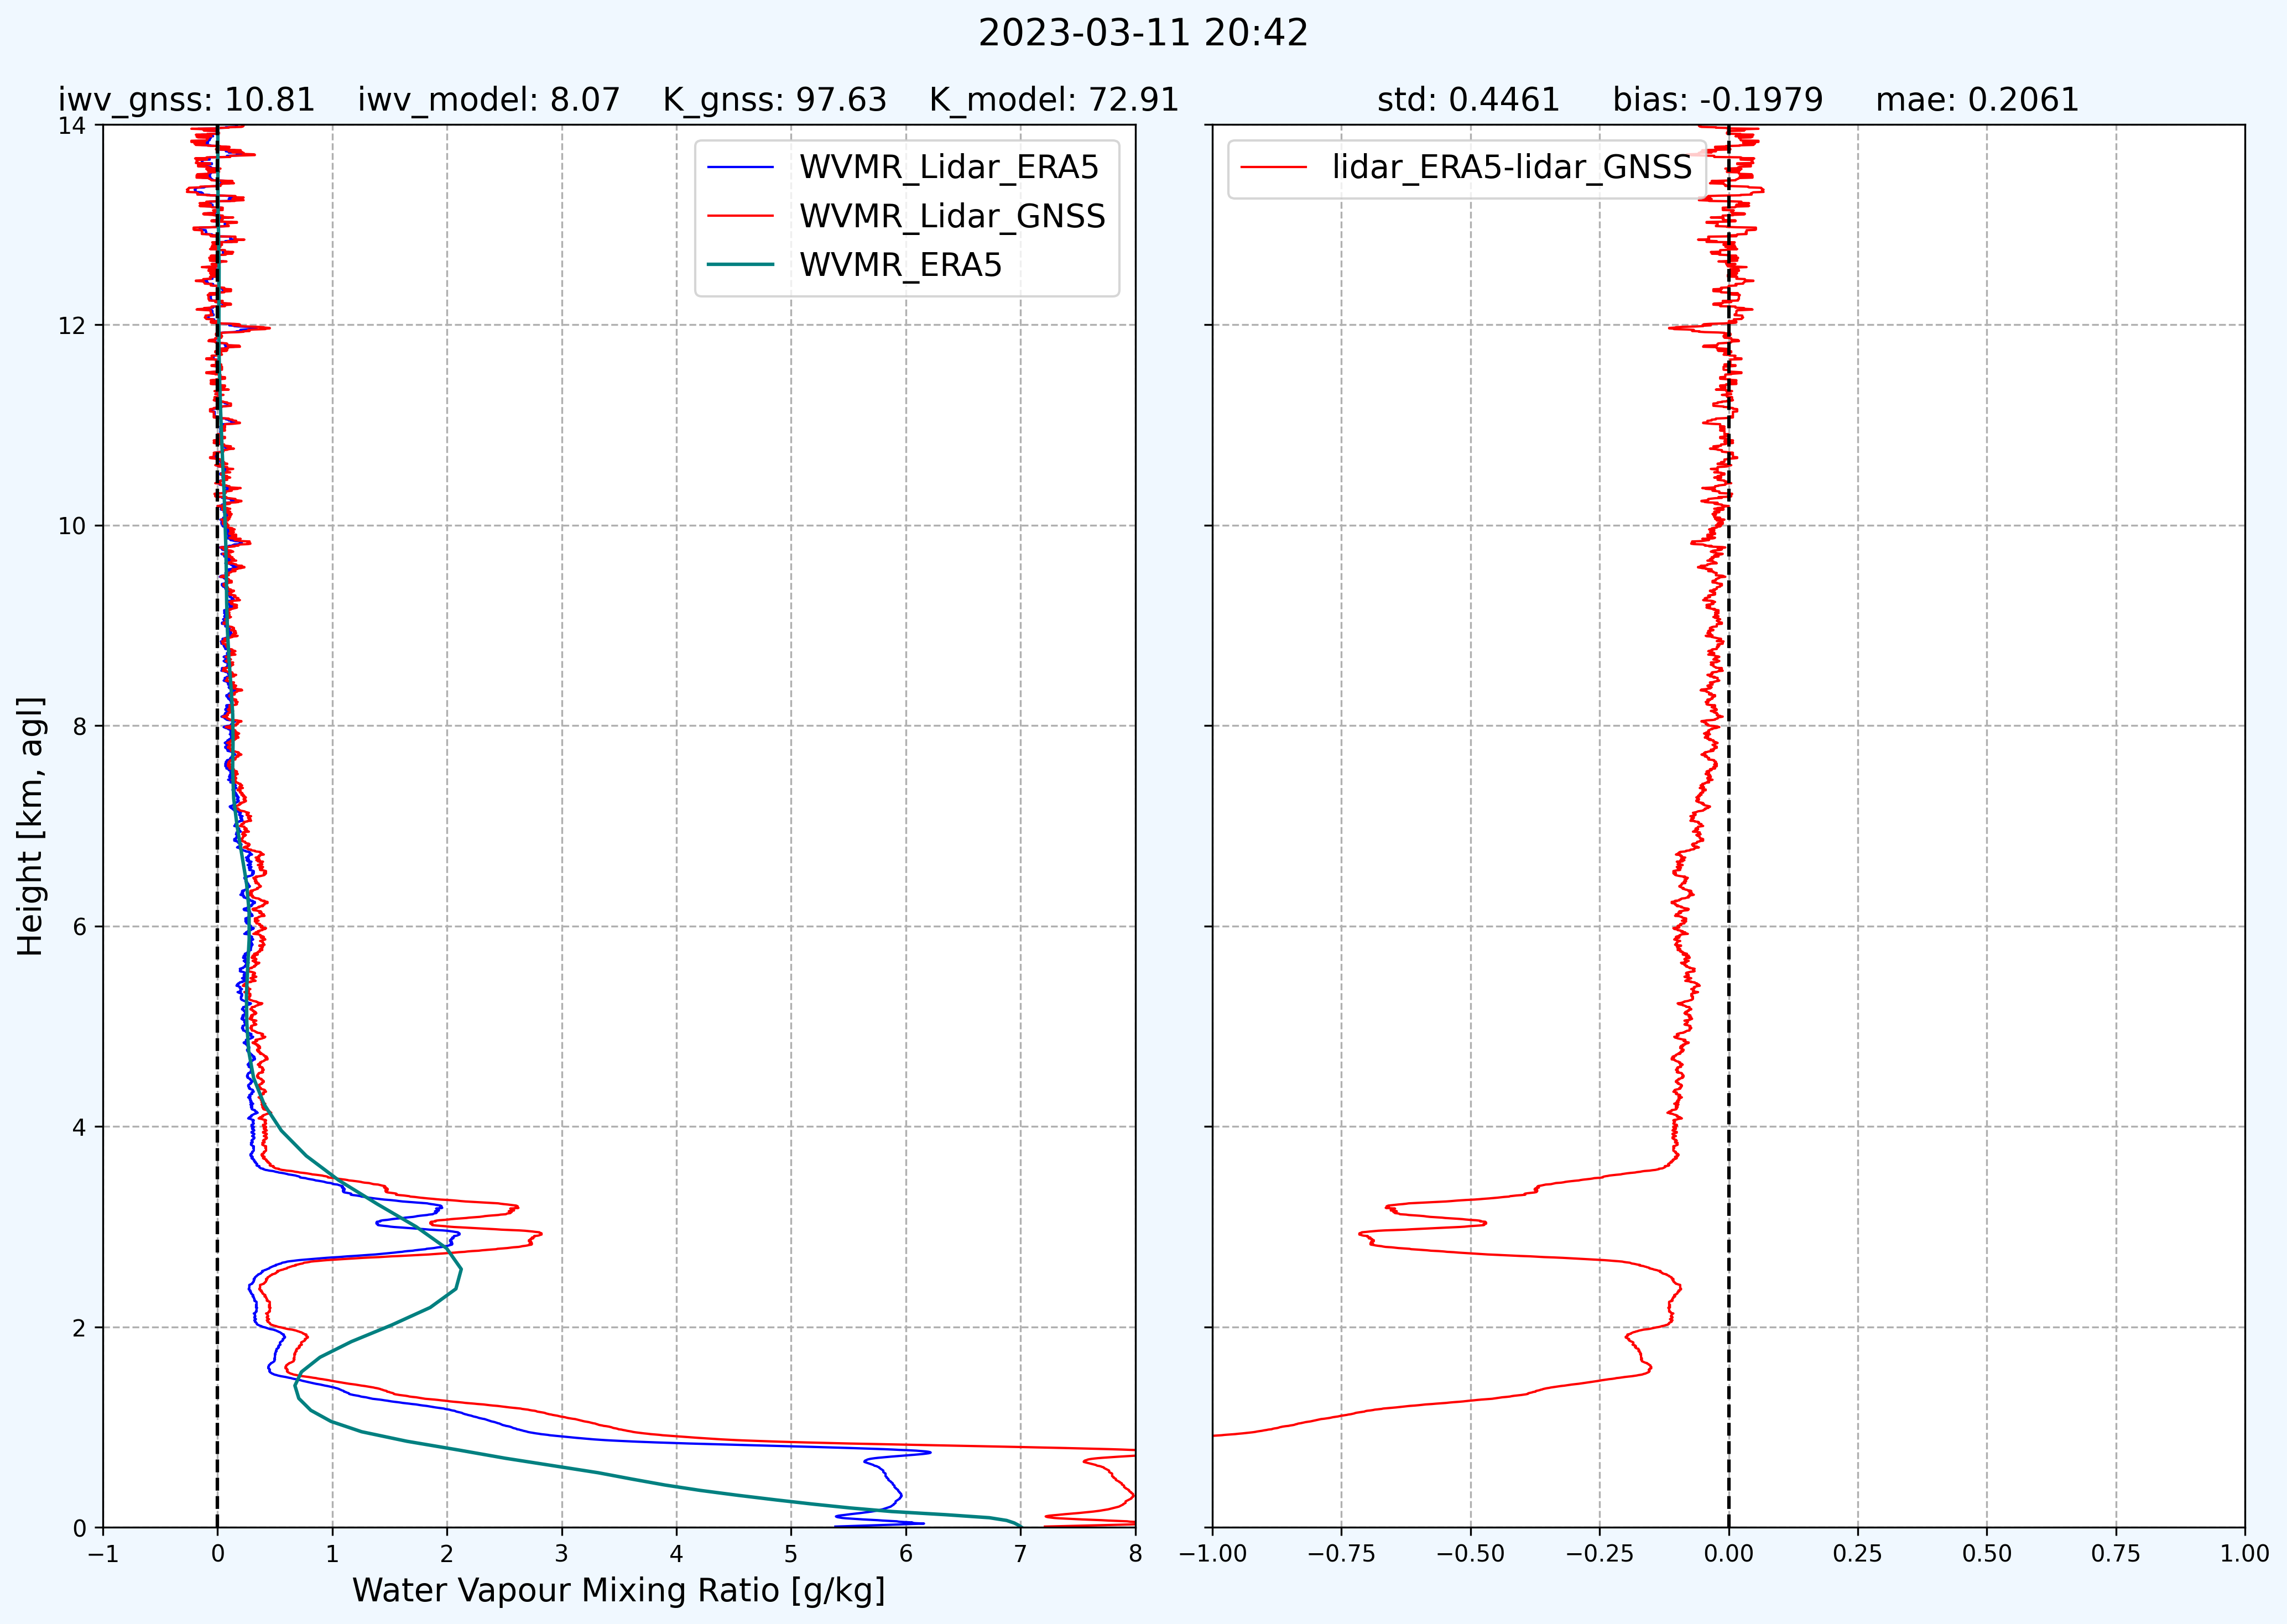 2023-03-11 20:42
iwv_gnss: 10.81 iwv_model: 8.07 K_gnss: 97.63 K_model: 72.91
std: 0.4461 bias: -0.1979 mae: 0.2061
WVMR_Lidar_ERA5
WVMR_Lidar_GNSS
WVMR_ERA5
lidar_ERA5-lidar_GNSS
14
12
10
8
6
4
2
0
Height [km, agl]
−1 0 1 2 3 4 5 6 7 8
−1.00 −0.75 −0.50 −0.25 0.00 0.25 0.50 0.75 1.00
Water Vapour Mixing Ratio [g/kg]